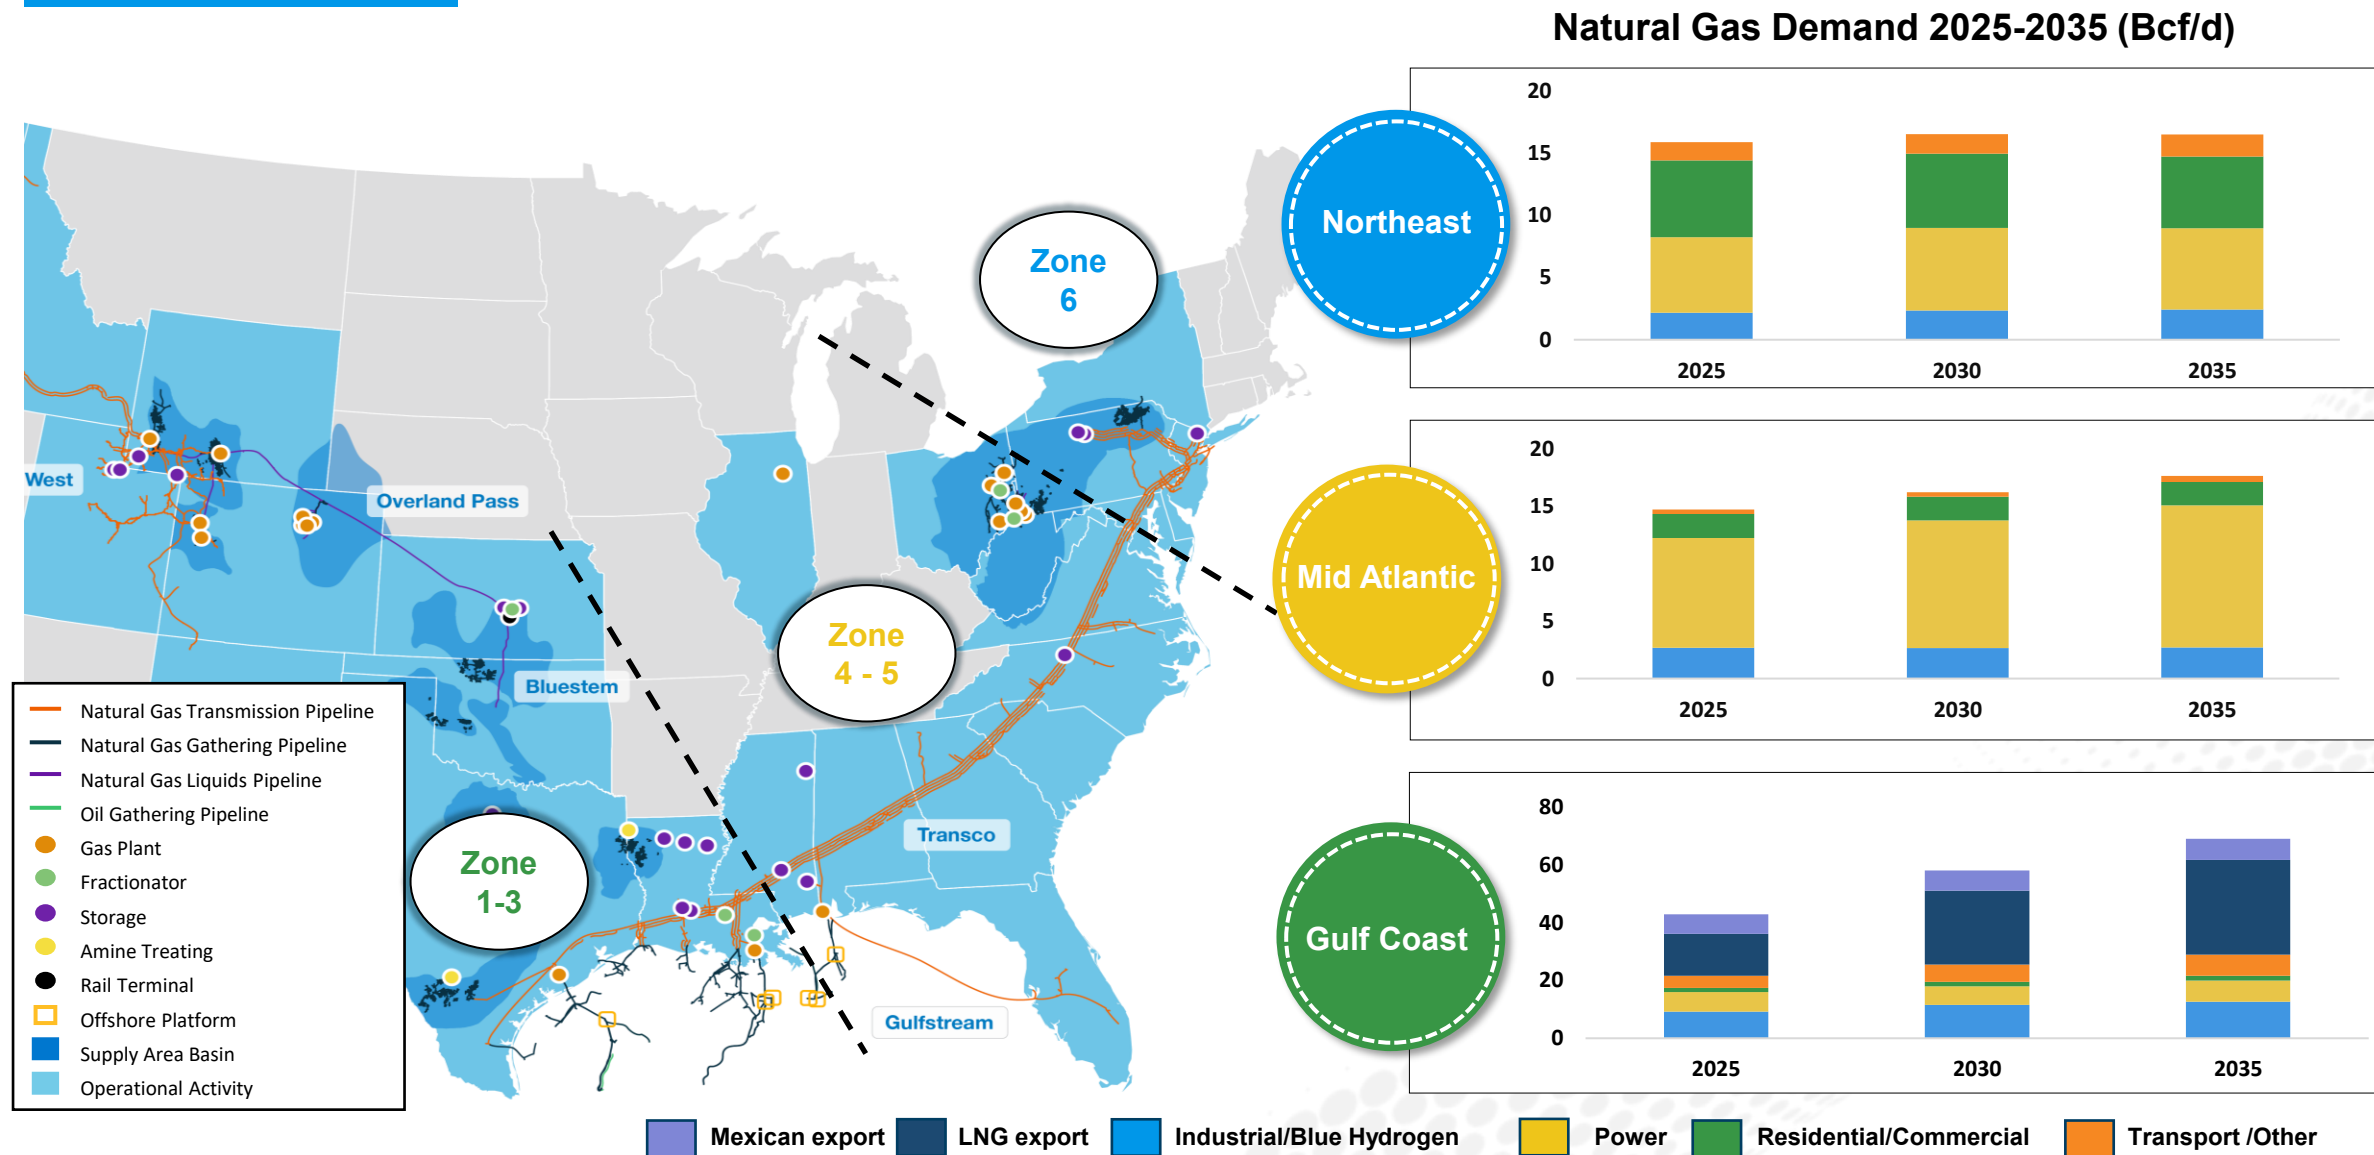 Natural Gas Demand 2025-2035 (Bcf/d)
Zone
6
West
Overland Pass
Bluestem
Zone
4 - 5
Zone
1-3
Transco
Gulfstream
Natural Gas Transmission Pipeline
Natural Gas Gathering Pipeline
Natural Gas Liquids Pipeline
Oil Gathering Pipeline
Gas Plant
Fractionator
Storage
Amine Treating
Rail Terminal
Offshore Platform
Supply Area Basin
Operational Activity
Northeast
20
15
10
5
0
2025 2030 2035
Mid Atlantic
20
15
10
5
0
2025 2030 2035
Gulf Coast
80
60
40
20
0
2025 2030 2035
Mexican export LNG export Industrial/Blue Hydrogen Power Residential/Commercial Transport /Other